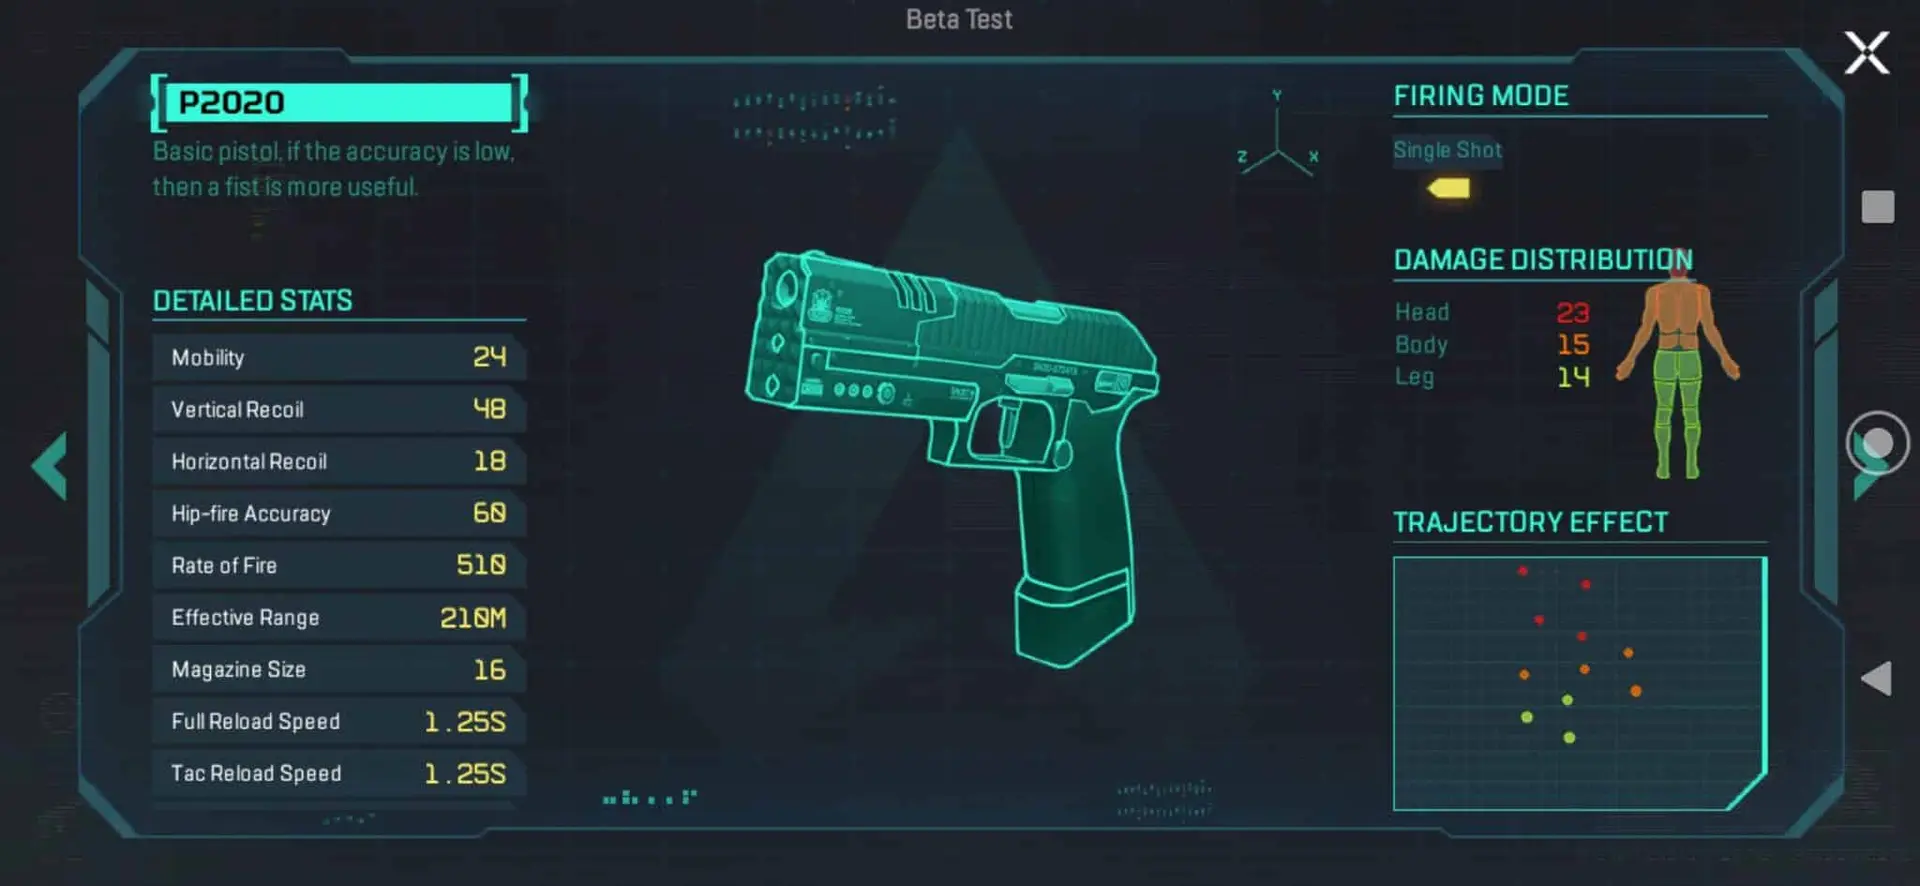 Beta Test
P2020
Basic pistol, if the accuracy is low,
then a fist is more useful.
DETAILED STATS
Mobility 24
Vertical Recoil 48
Horizontal Recoil 18
Hip-fire Accuracy 60
Rate of Fire 510
Effective Range 210M
Magazine Size 16
Full Reload Speed 1.25S
Tac Reload Speed 1.25S
Y
Z X
FIRING MODE
Single Shot
DAMAGE DISTRIBUTION
Head 23
Body 15
Leg 14
TRAJECTORY EFFECT